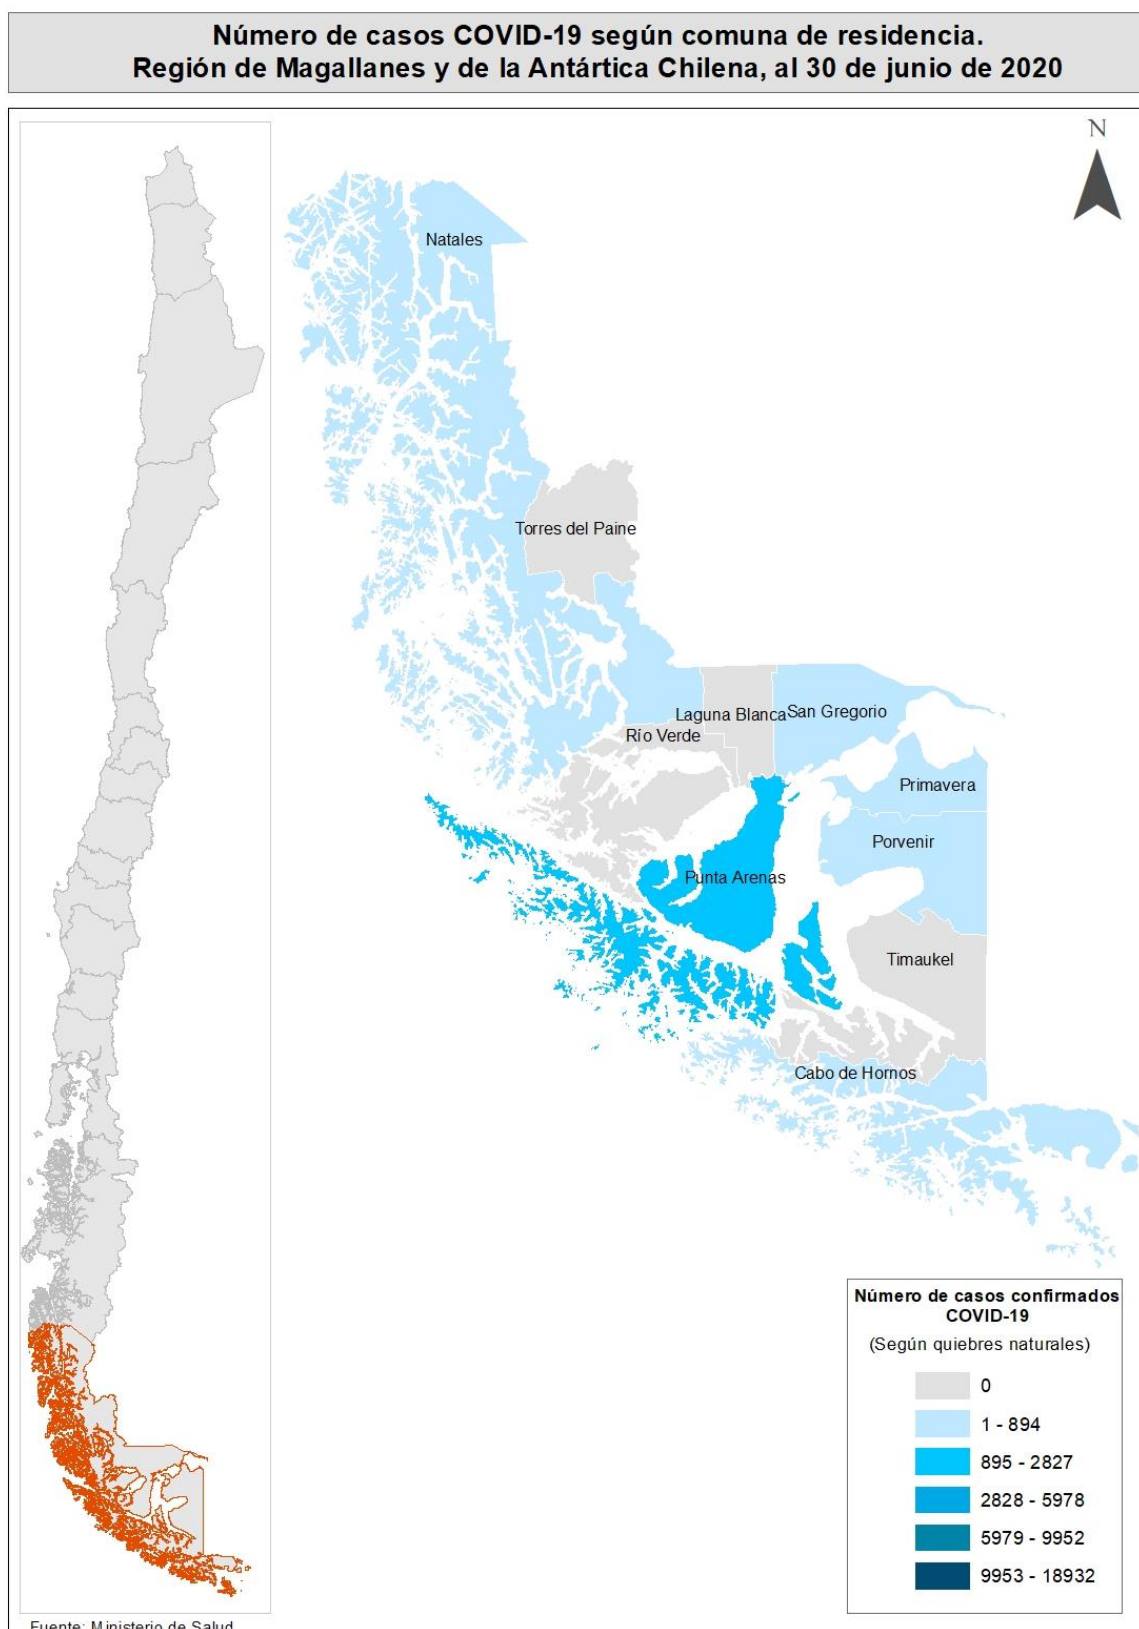 Número de casos COVID-19 según comuna de residencia.
Región de Magallanes y de la Antártica Chilena, al 30 de junio de 2020
N
Natales
Torres del Paine
Laguna Blanca
San Gregorio
Río Verde
Primavera
Porvenir
Punta Arenas
Timaukel
Cabo de Hornos
Número de casos confirmados
COVID-19
(Según quiebres naturales)
0
1 - 894
895 - 2827
2828 - 5978
5979 - 9952
9953 - 18932
Fuente: Ministerio de Salud